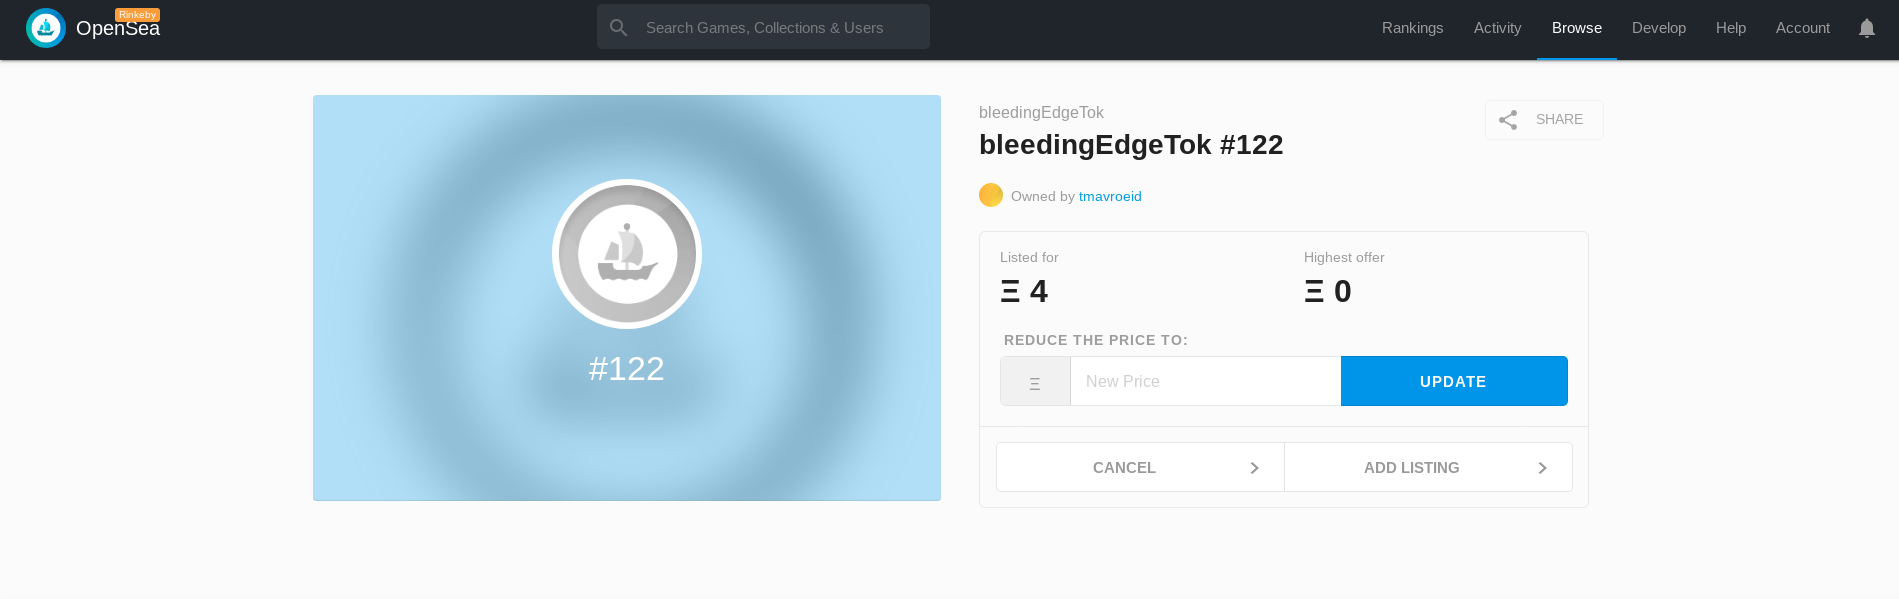 Rinkeby
OpenSea
Search Games, Collections & Users
Rankings Activity Browse Develop Help Account
#122
bleedingEdgeTok
SHARE
bleedingEdgeTok #122
Owned by tmavroeid
Listed for Highest offer
Ξ 4 Ξ 0
REDUCE THE PRICE TO:
Ξ New Price UPDATE
CANCEL ADD LISTING